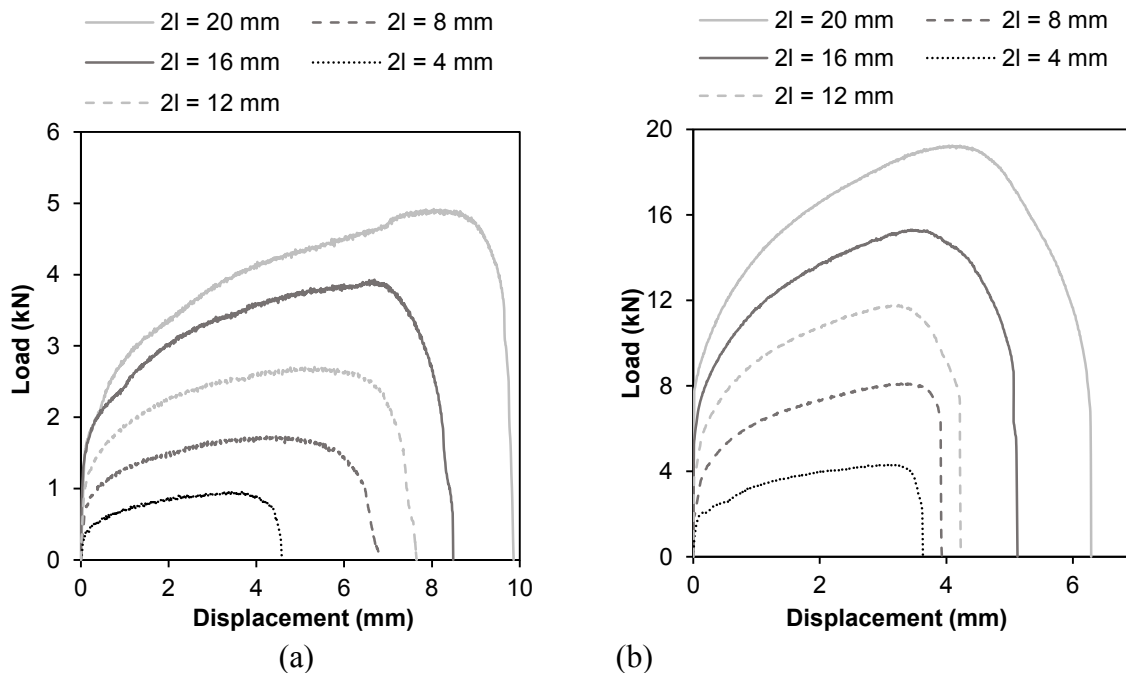 2l = 20 mm 2l = 8 mm
2l = 16 mm 2l = 4 mm
2l = 12 mm
6
5
4
3
2
1
0
Load (kN)
0 2 4 6 8 10
Displacement (mm)
(a)
2l = 20 mm 2l = 8 mm
2l = 16 mm 2l = 4 mm
2l = 12 mm
20
16
12
8
4
0
Load (kN)
0 2 4 6
Displacement (mm)
(b)